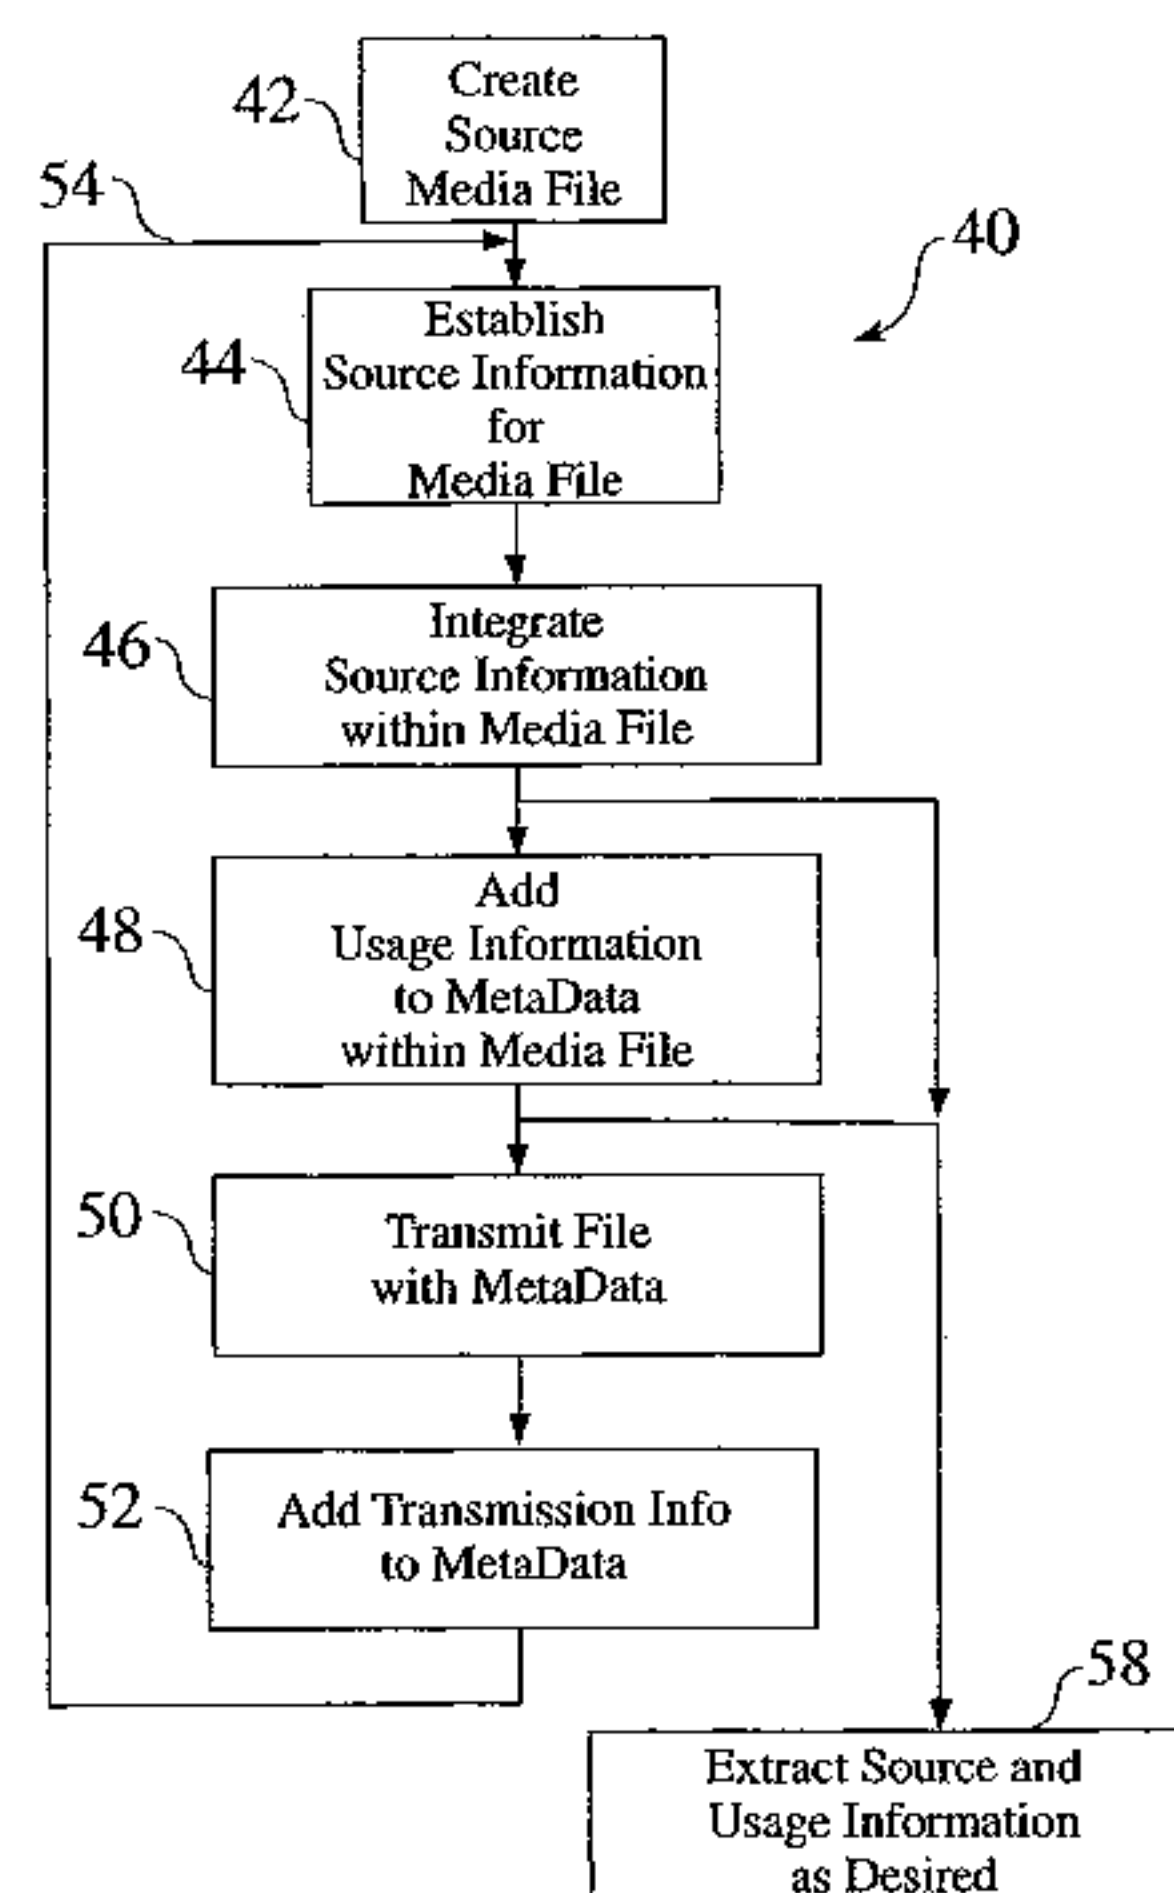 42
Create
Source
Media File
54
40
44
Establish
Source Information
for
Media File
46
Integrate
Source Information
within Media File
48
Add
Usage Information
to MetaData
within Media File
50
Transmit File
with MetaData
52
Add Transmission Info
to MetaData
58
Extract Source and
Usage Information
as Desired